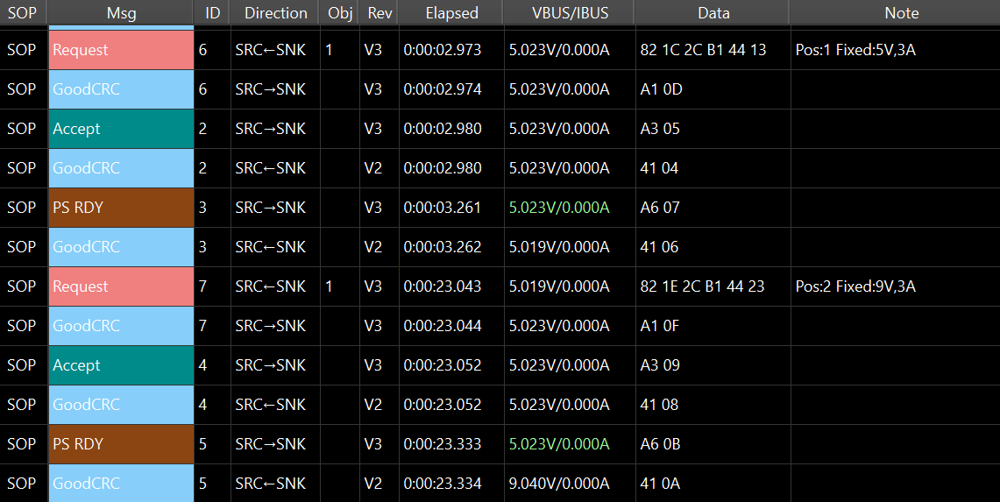 SOP Msg ID Direction Obj Rev Elapsed VBUS/IBUS Data Note
SOP Request 6 SRC←SNK 1 V3 0:00:02.973 5.023V/0.000A 82 1C 2C B1 44 13 Pos:1 Fixed:5V,3A
SOP GoodCRC 6 SRC→SNK V3 0:00:02.974 5.023V/0.000A A1 0D
SOP Accept 2 SRC→SNK V3 0:00:02.980 5.023V/0.000A A3 05
SOP GoodCRC 2 SRC←SNK V2 0:00:02.980 5.023V/0.000A 41 04
SOP PS RDY 3 SRC→SNK V3 0:00:03.261 5.023V/0.000A A6 07
SOP GoodCRC 3 SRC←SNK V2 0:00:03.262 5.019V/0.000A 41 06
SOP Request 7 SRC←SNK 1 V3 0:00:23.043 5.019V/0.000A 82 1E 2C B1 44 23 Pos:2 Fixed:9V,3A
SOP GoodCRC 7 SRC→SNK V3 0:00:23.044 5.023V/0.000A A1 0F
SOP Accept 4 SRC→SNK V3 0:00:23.052 5.023V/0.000A A3 09
SOP GoodCRC 4 SRC←SNK V2 0:00:23.052 5.023V/0.000A 41 08
SOP PS RDY 5 SRC→SNK V3 0:00:23.333 5.023V/0.000A A6 0B
SOP GoodCRC 5 SRC←SNK V2 0:00:23.334 9.040V/0.000A 41 0A